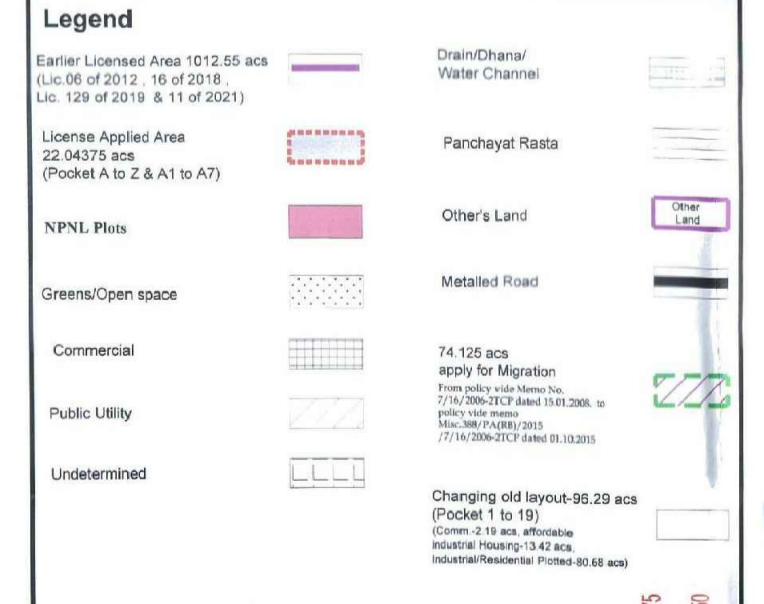 Legend
Earlier Licensed Area 1012.55 acs
(Lic.06 of 2012 , 16 of 2018 ,
Lic. 129 of 2019 & 11 of 2021)
License Applied Area
22.04375 acs
(Pocket A to Z & A1 to A7)
NPNL Plots
Greens/Open space
Commercial
Public Utility
Undetermined
Drain/Dhana/
Water Channel
Panchayat Rasta
Other's Land
Other
Land
Metalled Road
74.125 acs
apply for Migration
From policy vide Memo No.
7/16/2006-2TCP dated 15.01.2008. to
policy vide memo
Misc.388/PA(RB)/2015
/7/16/2006-2TCP dated 01.10.2015
Changing old layout-96.29 acs
(Pocket 1 to 19)
(Comm.-2.19 acs, affordable
Industrial Housing-13.42 acs,
Industrial/Residential Plotted-80.68 acs)